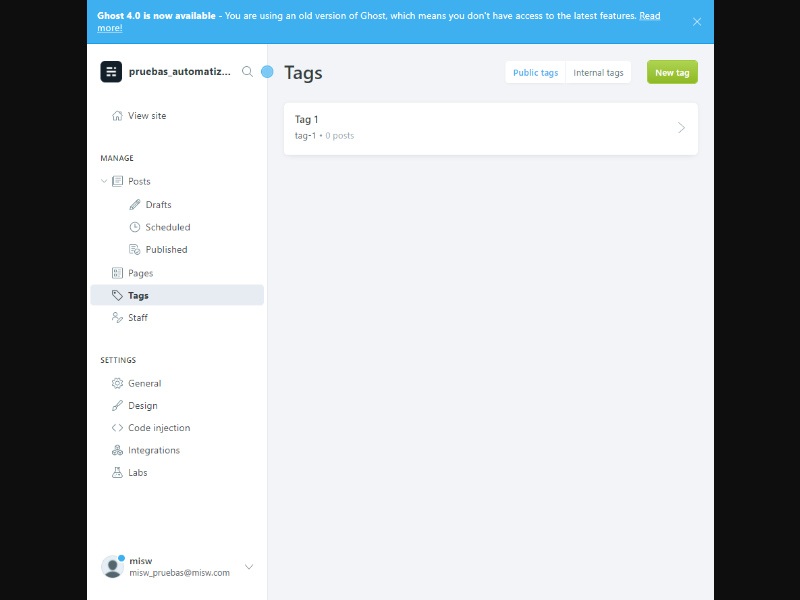 Ghost 4.0 is now available - You are using an old version of Ghost, which means you don't have access to the latest features. Read
more!
pruebas_automatiz...
View site
MANAGE
Posts
Drafts
Scheduled
Published
Pages
Tags
Staff
SETTINGS
General
Design
Code injection
Integrations
Labs
misw
misw_pruebas@misw.com
Tags
Public tags
Internal tags
New tag
Tag 1
tag-1 • 0 posts